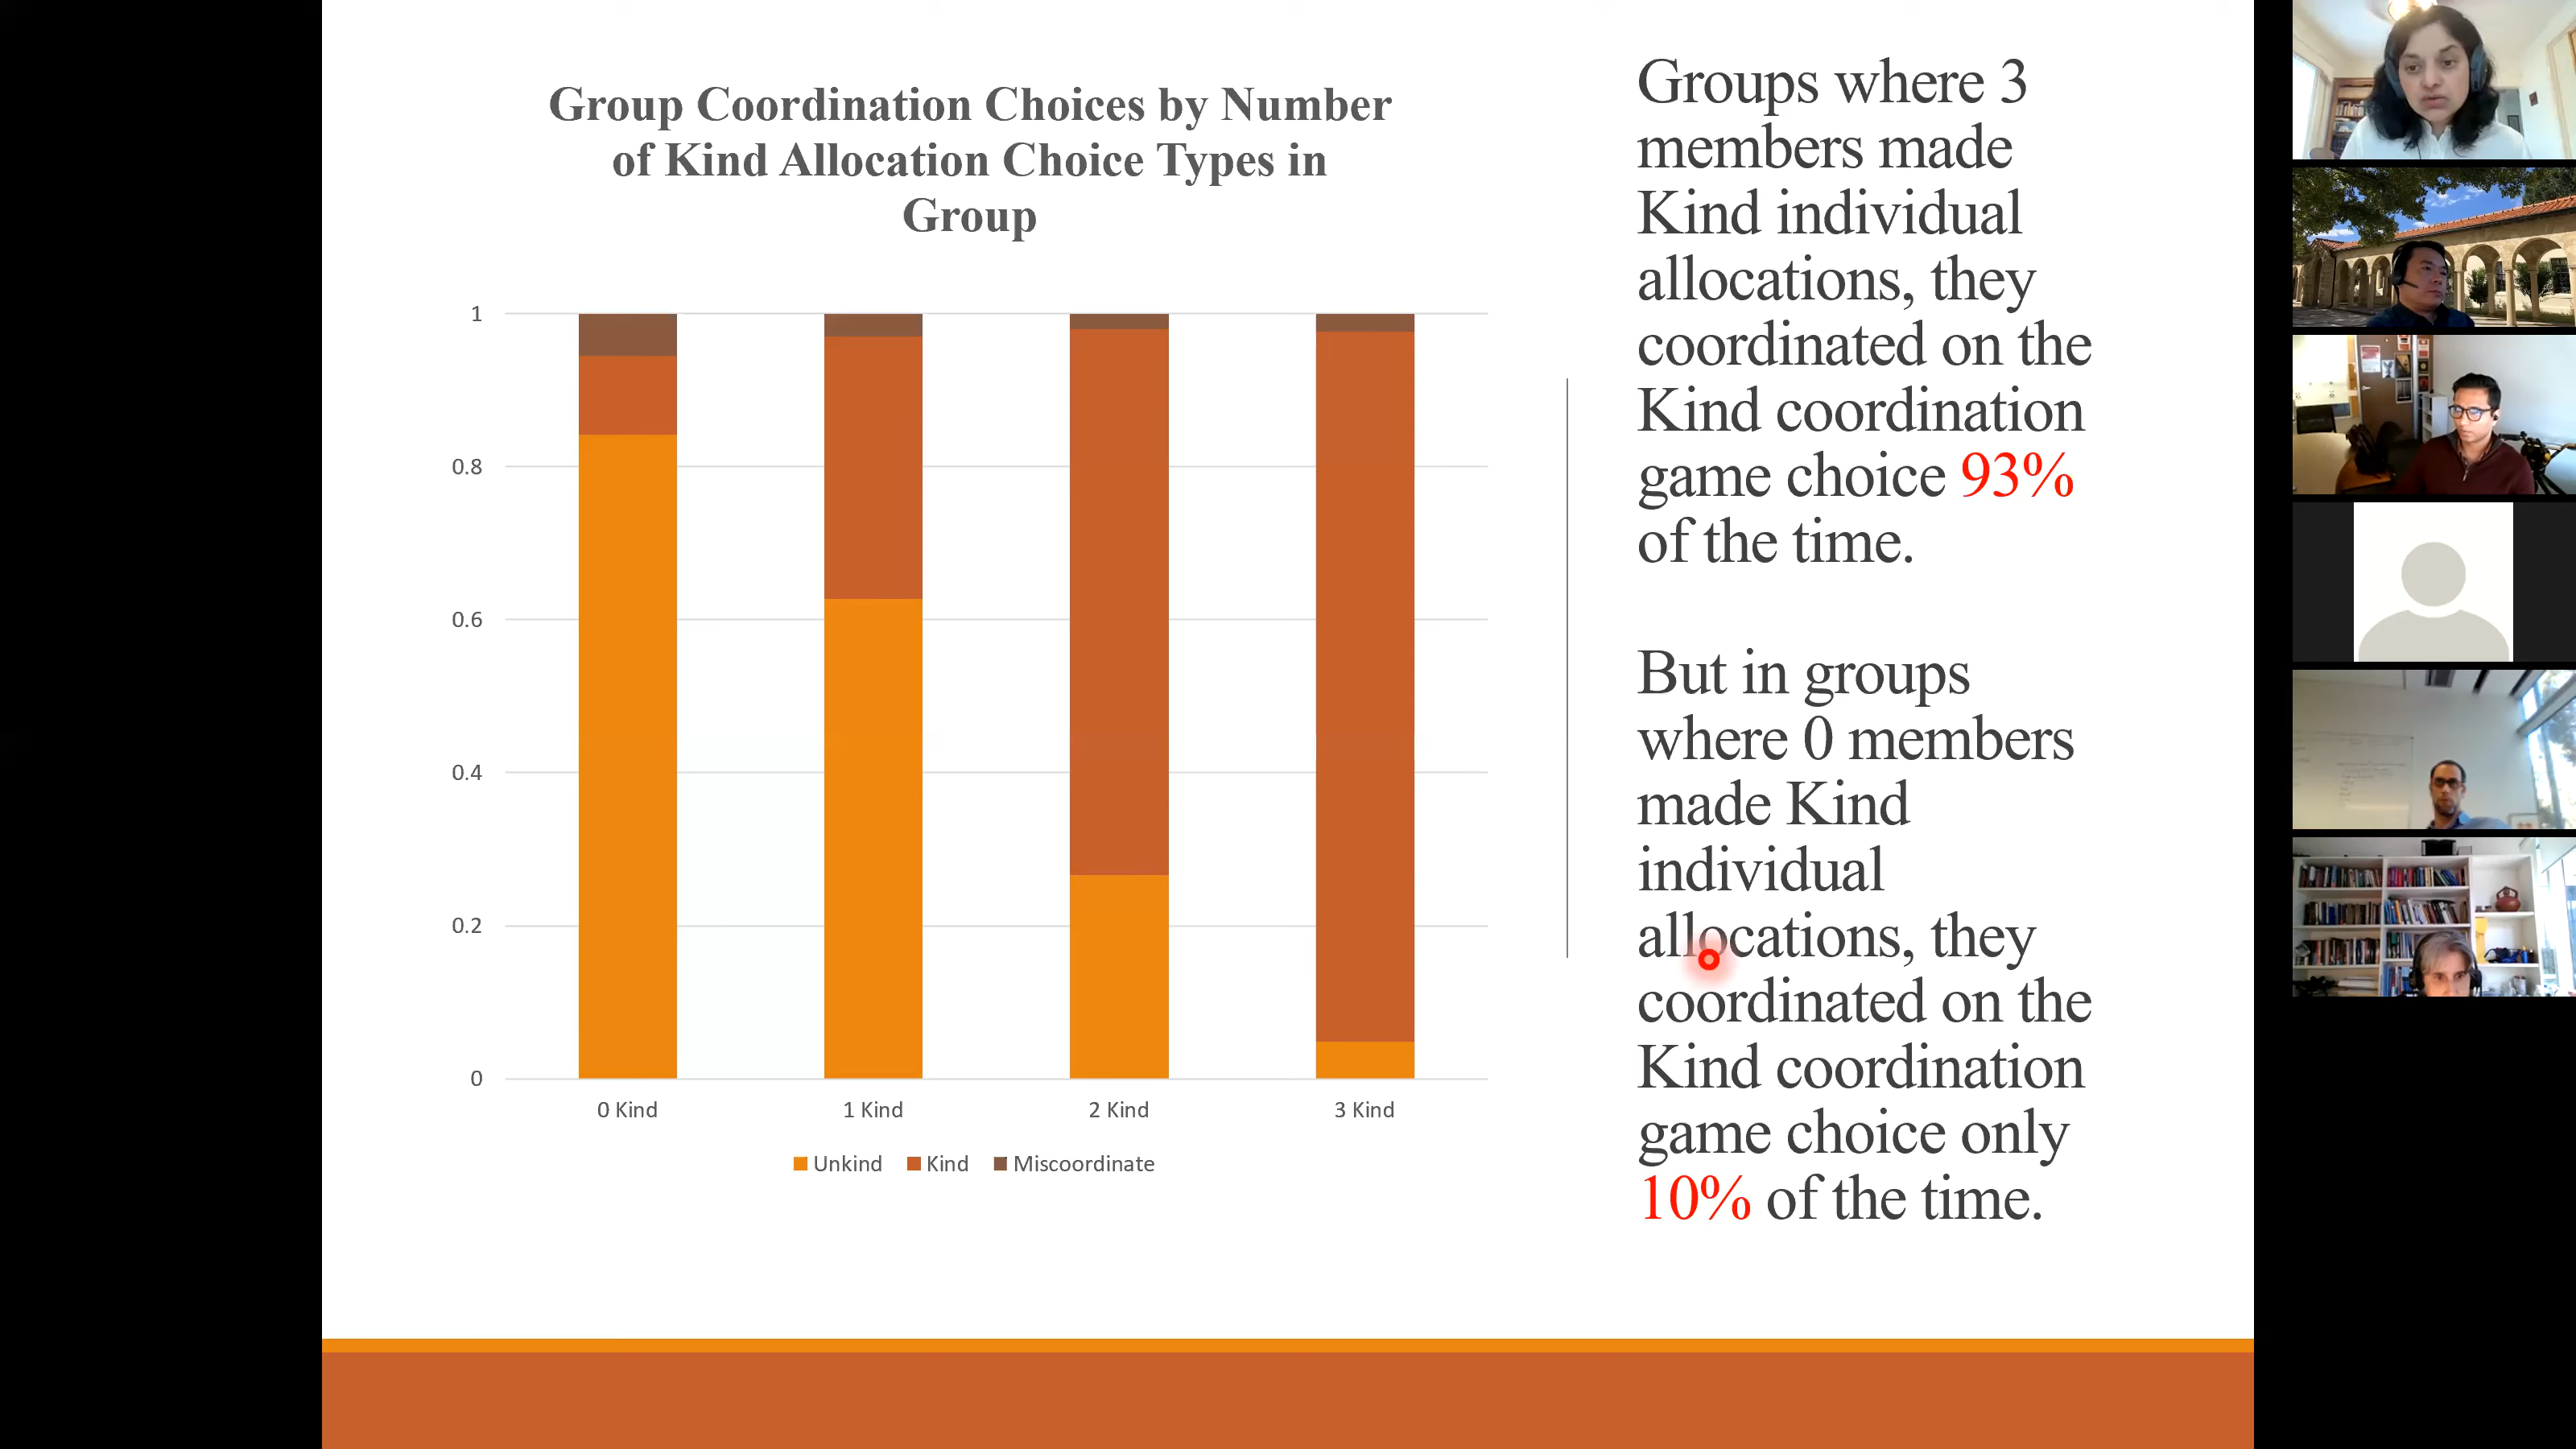 Group Coordination Choices by Number
of Kind Allocation Choice Types in
Group
1
0.8
0.6
0.4
0.2
0
0 Kind
1 Kind
2 Kind
3 Kind
Unkind
Kind
Miscoordinate
Groups where 3
members made
Kind individual
allocations, they
coordinated on the
Kind coordination
game choice 93%
of the time.
But in groups
where 0 members
made Kind
individual
allocations, they
coordinated on the
Kind coordination
game choice only
10% of the time.